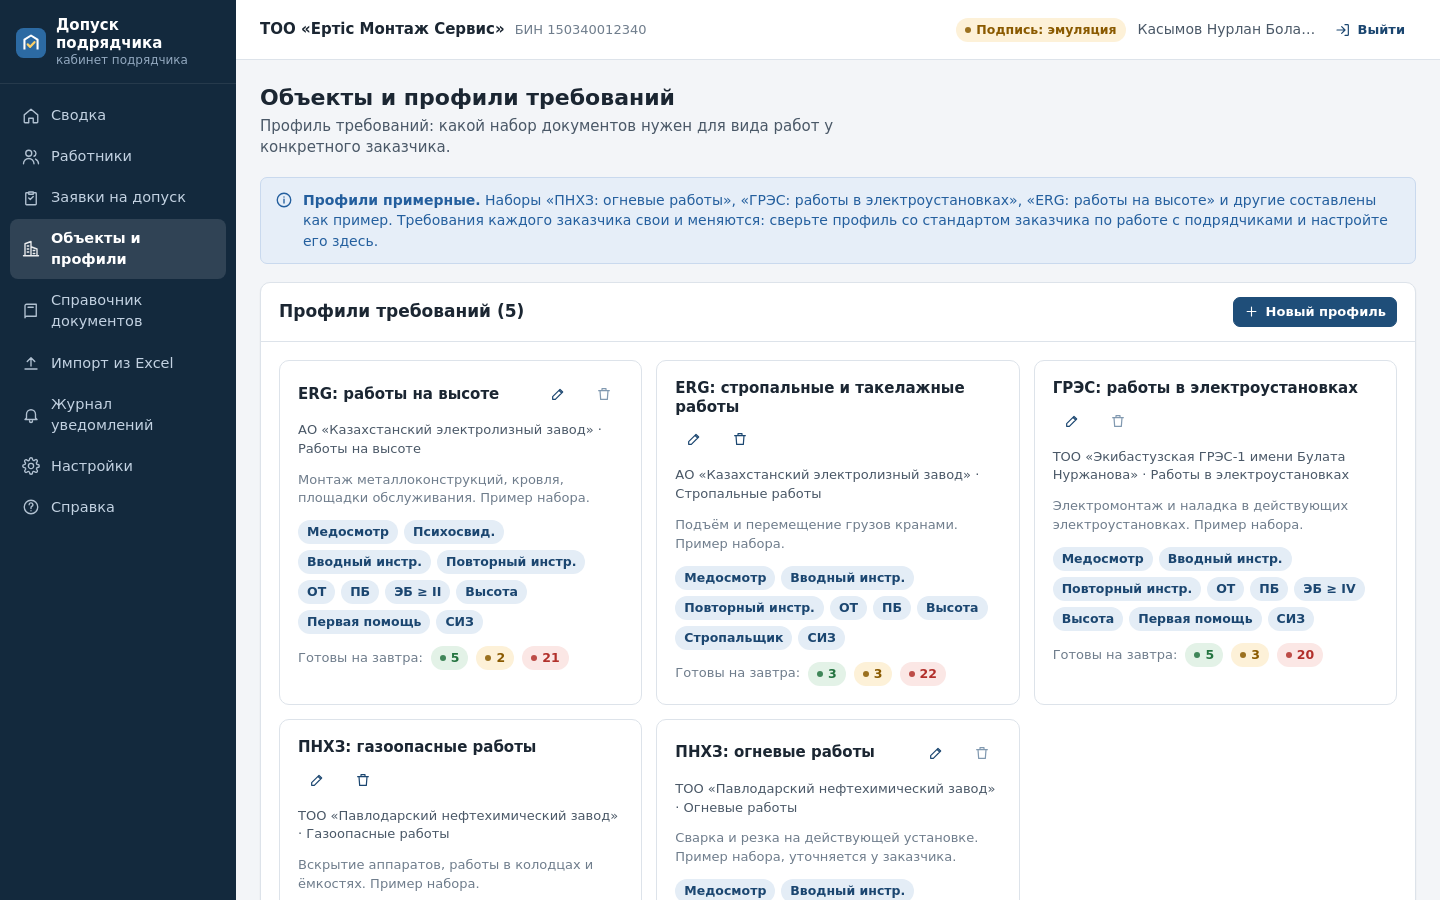 Допуск
подрядчика
кабинет подрядчика
Сводка
Работники
Заявки на допуск
Объекты и
профили
Справочник
документов
Импорт из Excel
Журнал
уведомлений
Настройки
Справка
ТОО «Ертіс Монтаж Сервис» БИН 150340012340
Подпись: эмуляция
Касымов Нурлан Бола…
Выйти
Объекты и профили требований
Профиль требований: какой набор документов нужен для вида работ у
конкретного заказчика.
Профили примерные. Наборы «ПНХЗ: огневые работы», «ГРЭС: работы в электроустановках», «ERG: работы на высоте» и другие составлены
как пример. Требования каждого заказчика свои и меняются: сверьте профиль со стандартом заказчика по работе с подрядчиками и настройте
его здесь.
Профили требований (5)
Новый профиль
ERG: работы на высоте
АО «Казахстанский электролизный завод» ·
Работы на высоте
Монтаж металлоконструкций, кровля,
площадки обслуживания. Пример набора.
Медосмотр Психосвид.
Вводный инстр. Повторный инстр.
ОТ ПБ ЭБ ≥ II Высота
Первая помощь СИЗ
Готовы на завтра: 5 2 21
ERG: стропальные и такелажные
работы
АО «Казахстанский электролизный завод» ·
Стропальные работы
Подъём и перемещение грузов кранами.
Пример набора.
Медосмотр Вводный инстр.
Повторный инстр. ОТ ПБ Высота
Стропальщик СИЗ
Готовы на завтра: 3 3 22
ГРЭС: работы в электроустановках
ТОО «Экибастузская ГРЭС-1 имени Булата
Нуржанова» · Работы в электроустановках
Электромонтаж и наладка в действующих
электроустановках. Пример набора.
Медосмотр Вводный инстр.
Повторный инстр. ОТ ПБ ЭБ ≥ IV
Высота Первая помощь СИЗ
Готовы на завтра: 5 3 20
ПНХЗ: газоопасные работы
ТОО «Павлодарский нефтехимический завод»
· Газоопасные работы
Вскрытие аппаратов, работы в колодцах и
ёмкостях. Пример набора.
ПНХЗ: огневые работы
ТОО «Павлодарский нефтехимический завод»
· Огневые работы
Сварка и резка на действующей установке.
Пример набора, уточняется у заказчика.
Медосмотр Вводный инстр.